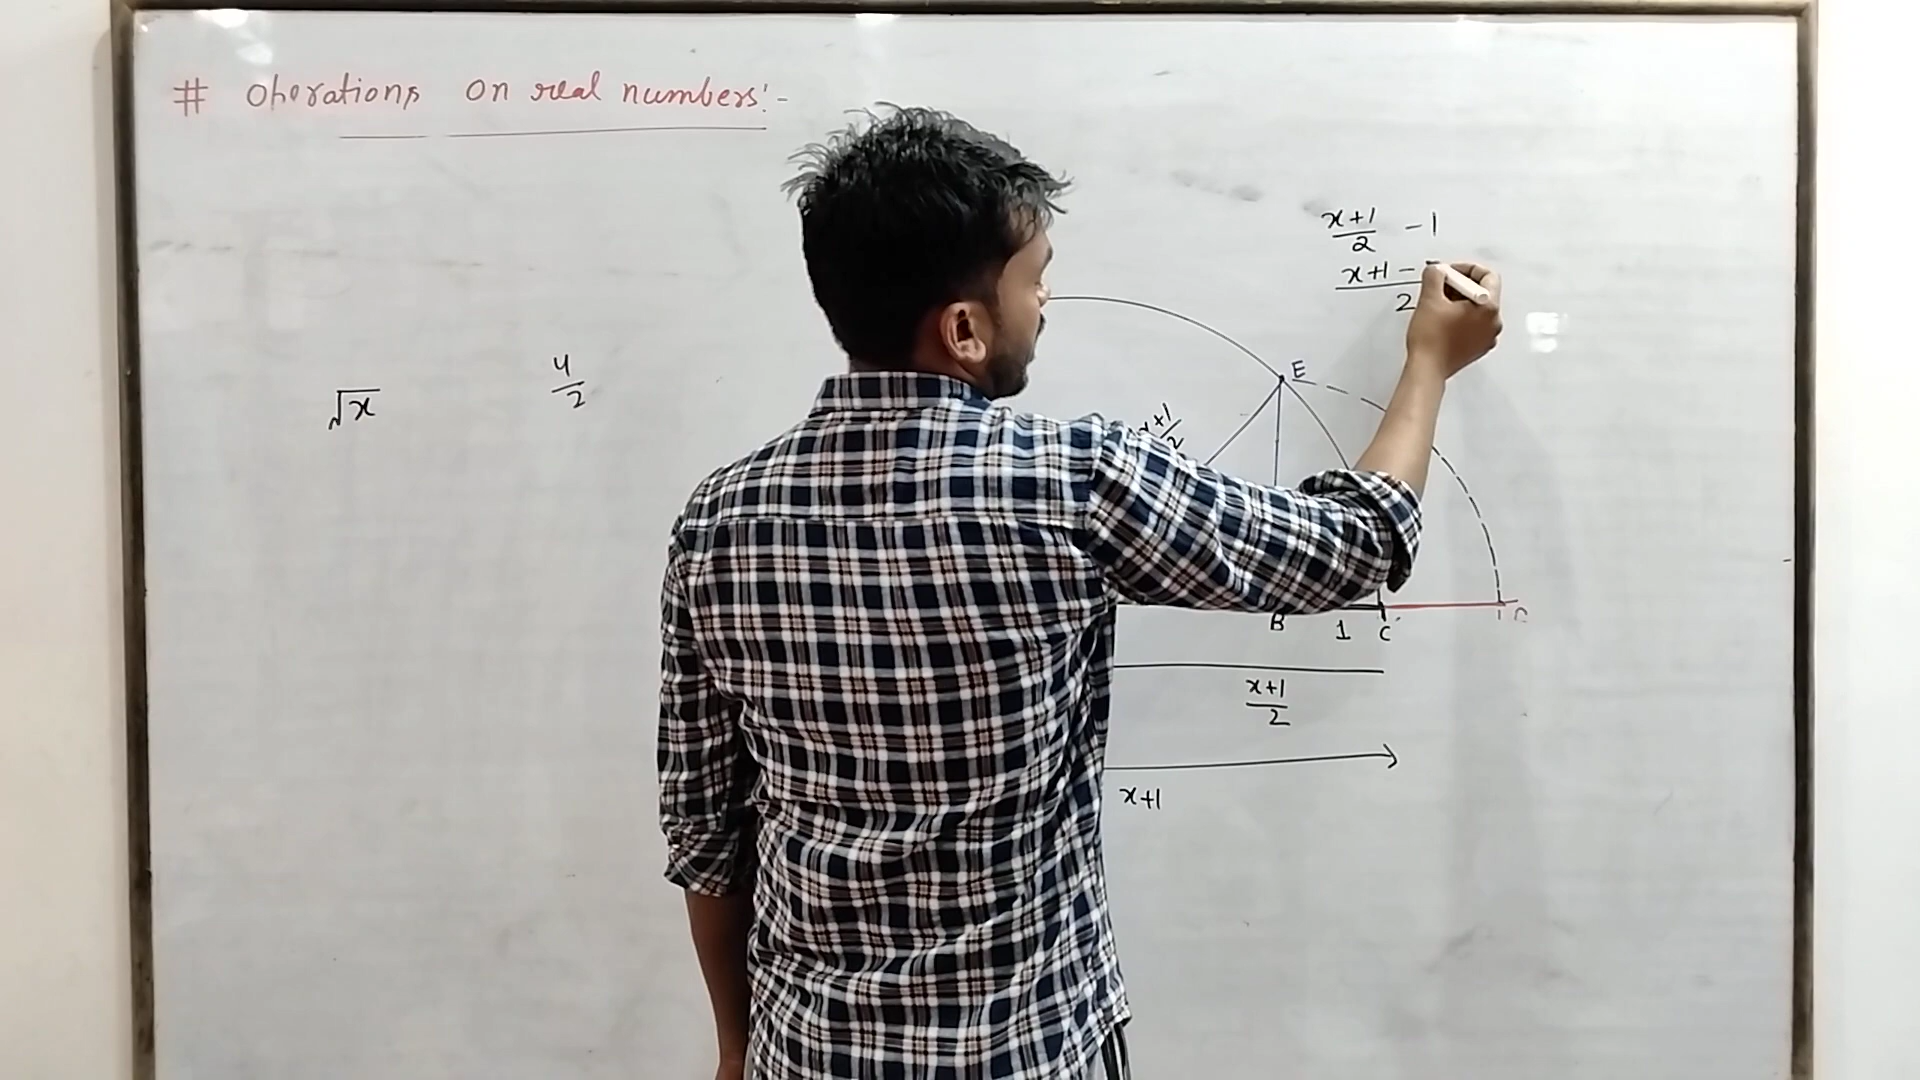 # Operations on real numbers:-
x+1/2 -1
x+1-
2
√x
4/2
E
x+1/2
B 1 C
x+1/2
x+1